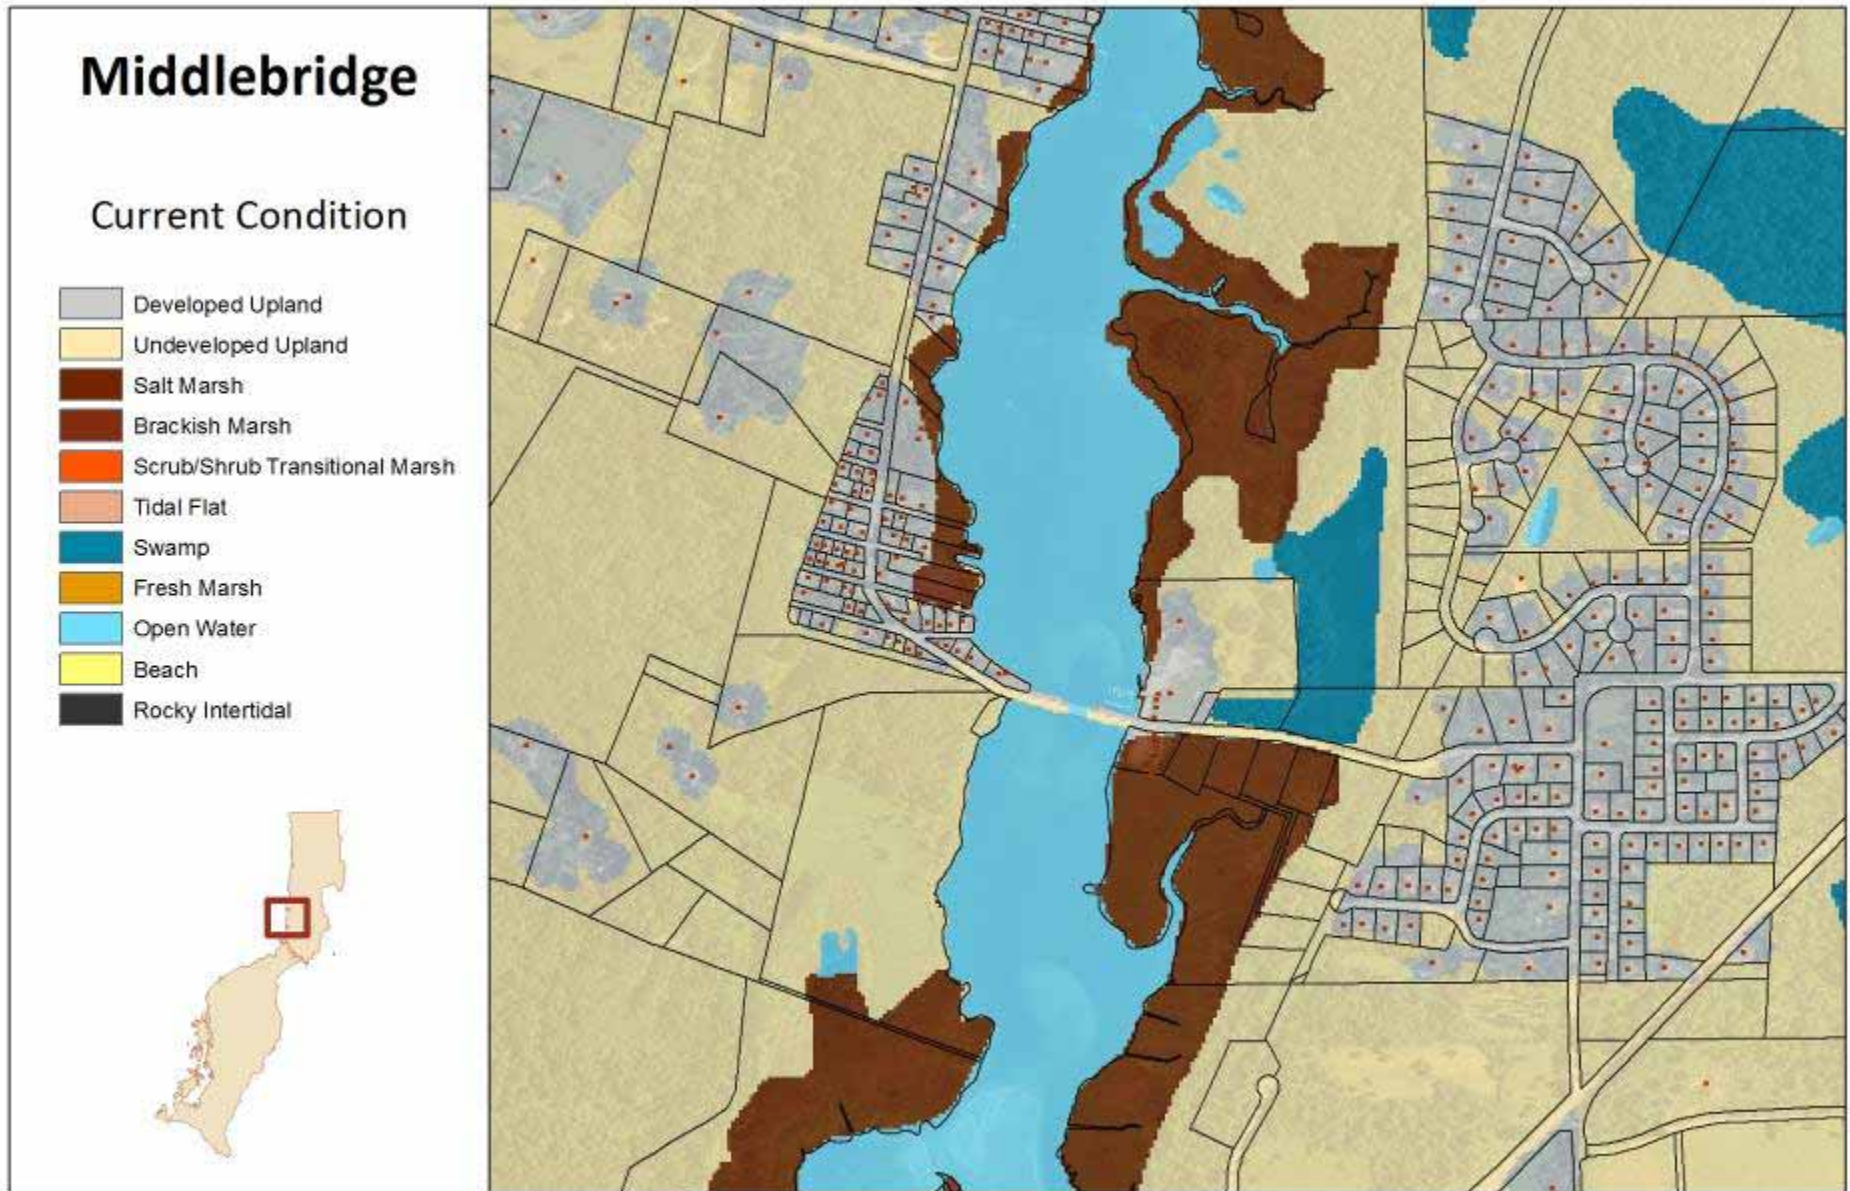 Middlebridge
Current Condition
Developed Upland
Undeveloped Upland
Salt Marsh
Brackish Marsh
Scrub/Shrub Transitional Marsh
Tidal Flat
Swamp
Fresh Marsh
Open Water
Beach
Rocky Intertidal